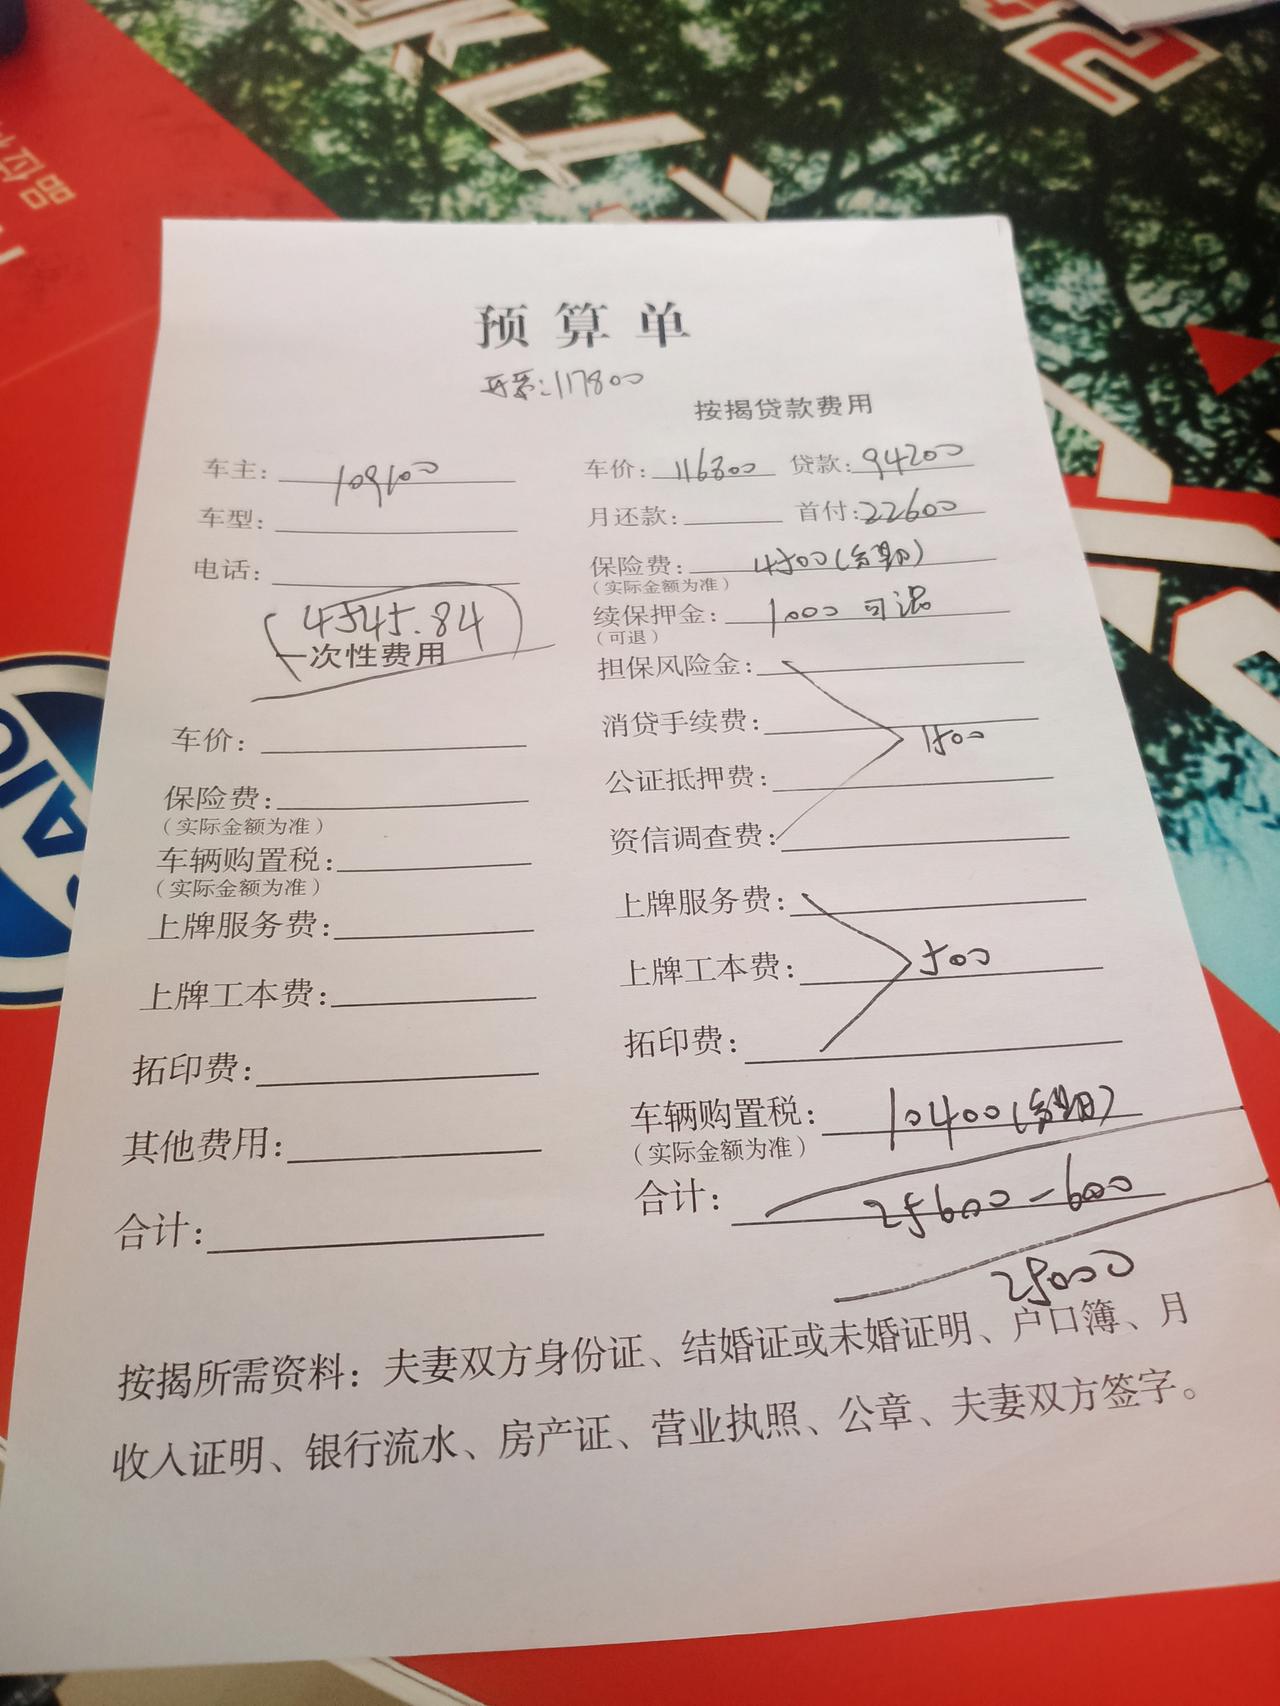 预算单
开票:117800
按揭贷款费用
车主: 109100
车价: 116800 贷款: 94200
车型:
月还款: 首付: 22600
电话:
保险费: 4500(分期)
(实际金额为准)
4545.84
续保押金: 1000 可退
(可退)
一次性费用
担保风险金:
消贷手续费:
1500
车价:
公证抵押费:
保险费:
(实际金额为准)
资信调查费:
车辆购置税:
(实际金额为准)
上牌服务费:
上牌服务费:
上牌工本费:
500
上牌工本费:
拓印费:
拓印费:
车辆购置税: 10400(分期)
(实际金额为准)
其他费用:
合计: 25600-600
合计:
25000
按揭所需资料:夫妻双方身份证、结婚证或未婚证明、户口簿、月
收入证明、银行流水、房产证、营业执照、公章、夫妻双方签字。